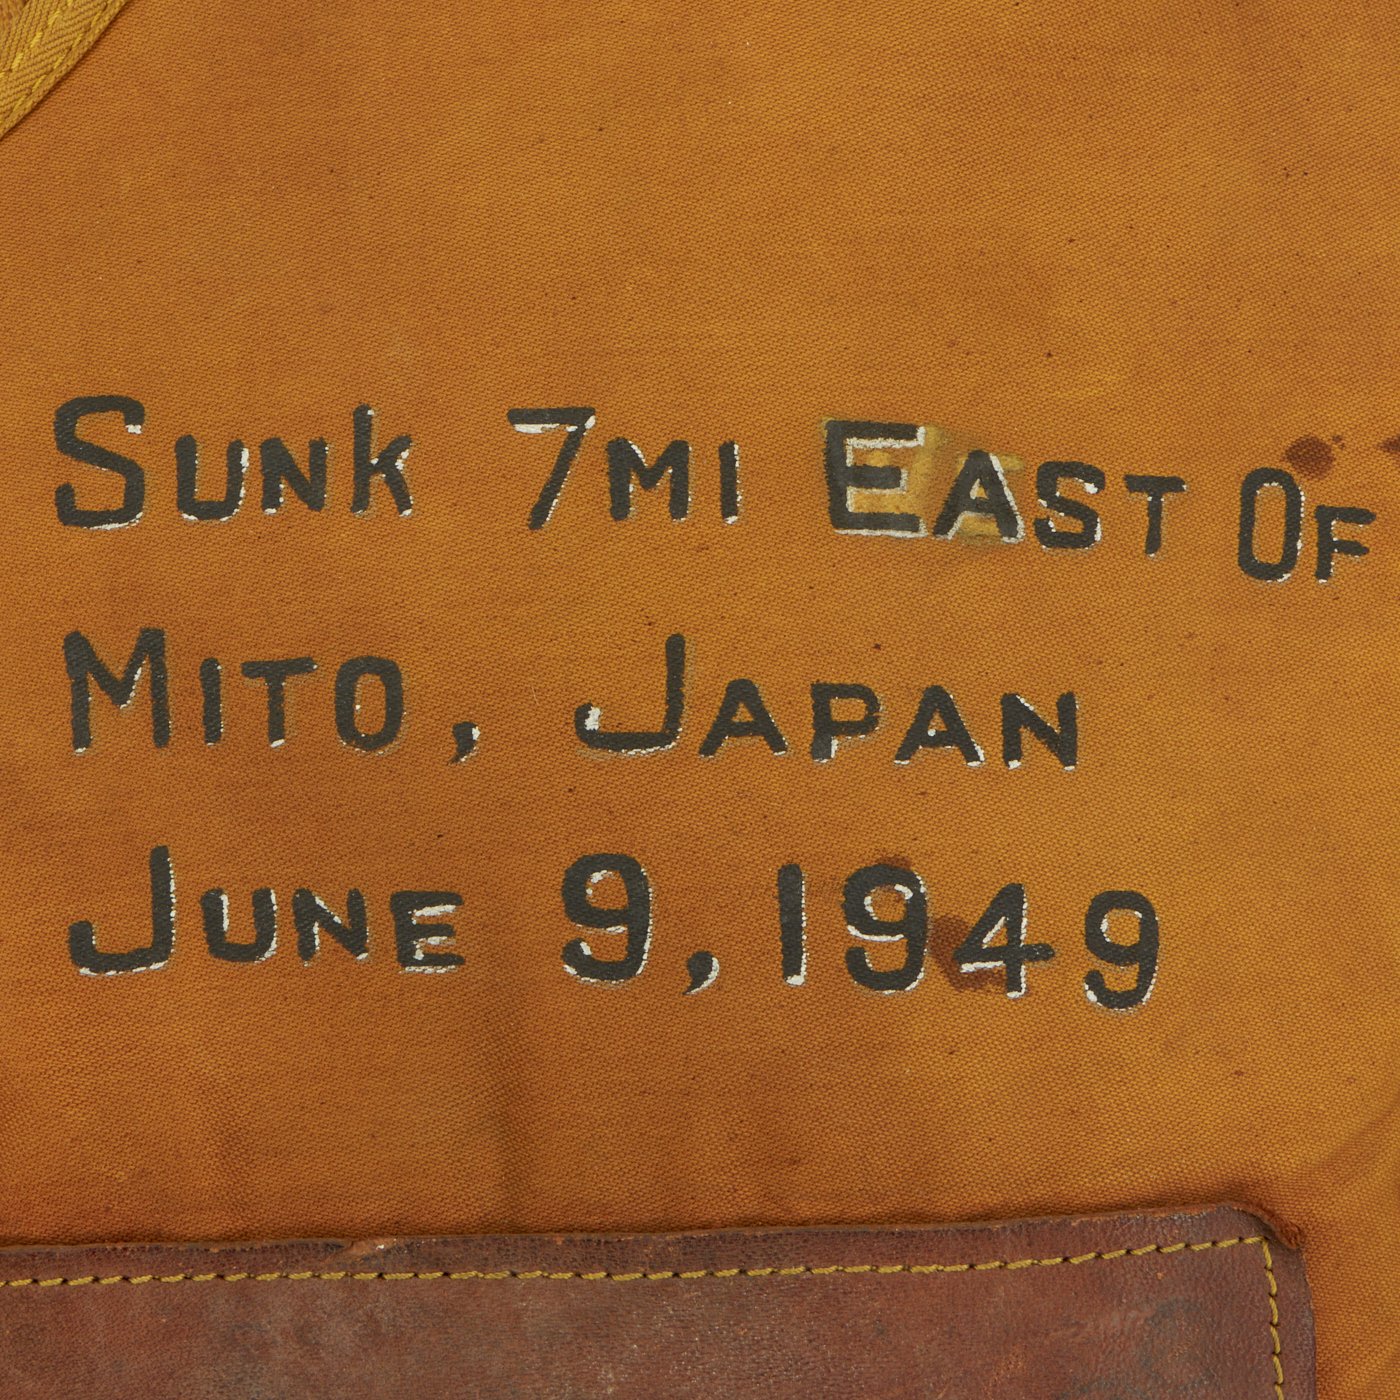 Sunk 7mi East Of
Mito, Japan
June 9, 1949